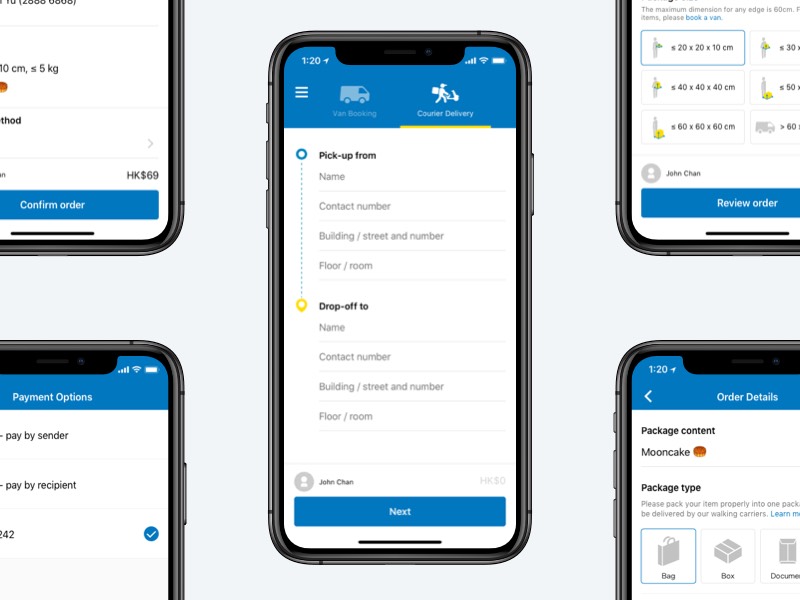 Yu (2888 6868)
10 cm, ≤ 5 kg
HK$69
Confirm order
Payment Options
- pay by sender
- pay by recipient
242
1:20
Van Booking
Courier Delivery
Pick-up from
Name
Contact number
Building / street and number
Floor / room
Drop-off to
Name
Contact number
Building / street and number
Floor / room
John Chan
HK$0
Next
The maximum dimension for any edge is 60cm. F
items, please book a van.
≤ 20 x 20 x 10 cm
≤ 30 x
≤ 40 x 40 x 40 cm
≤ 50 x
≤ 60 x 60 x 60 cm
> 60 x
John Chan
Review order
1:20
Order Details
Package content
Mooncake
Package type
Please pack your item properly into one pack
be delivered by our walking carriers. Learn mo
Bag
Box
Docume